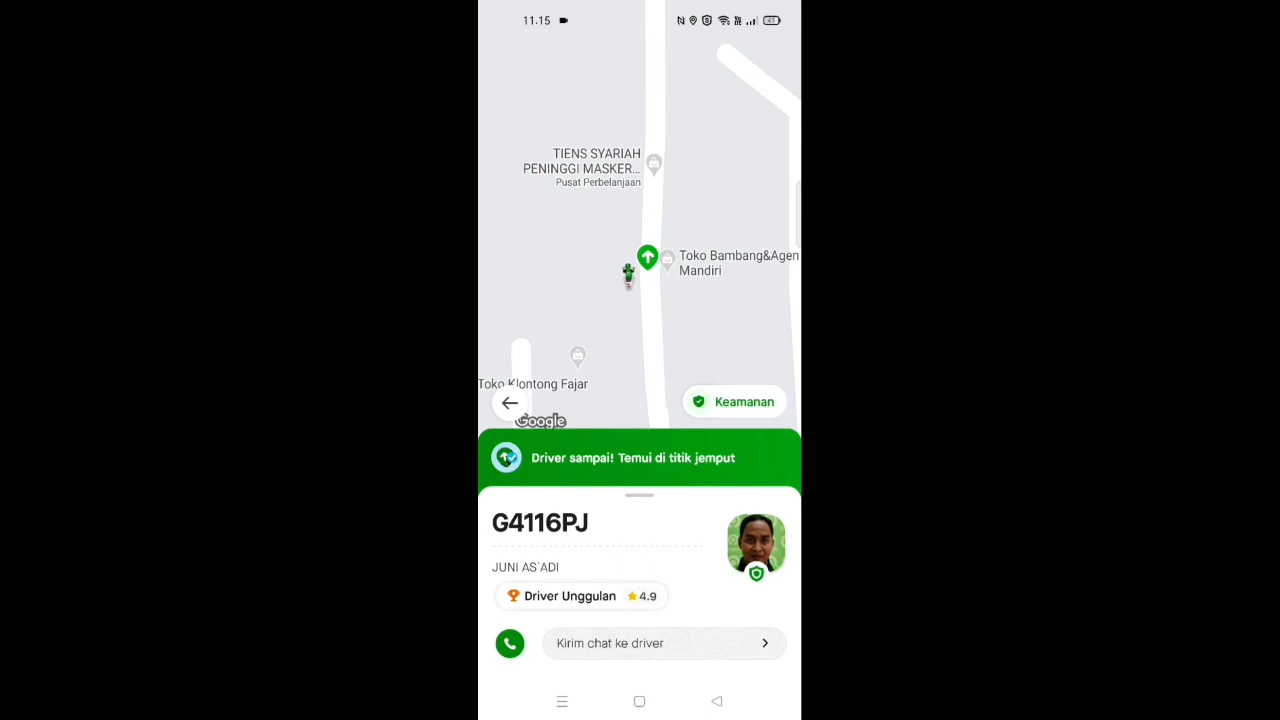 11.15
TIENS SYARIAH
PENINGGI MASKER...
Pusat Perbelanjaan
Toko Bambang&Agen
Mandiri
Toko Klontong Fajar
Keamanan
Google
Driver sampai! Temui di titik jemput
G4116PJ
JUNI AS`ADI
Driver Unggulan
4.9
Kirim chat ke driver